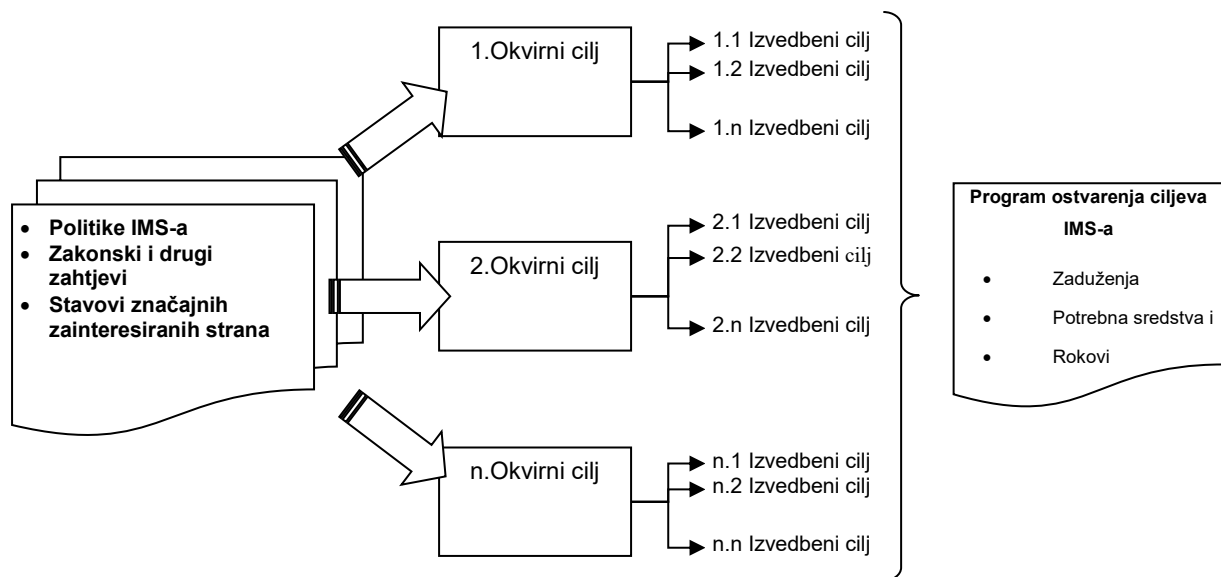 • Politike IMS-a
• Zakonski i drugi
zahtjevi
• Stavovi značajnih
zainteresiranih strana
1.Okvirni cilj
1.1 Izvedbeni cilj
1.2 Izvedbeni cilj
1.n Izvedbeni cilj
2.Okvirni cilj
2.1 Izvedbeni cilj
2.2 Izvedbeni cilj
2.n Izvedbeni cilj
n.Okvirni cilj
n.1 Izvedbeni cilj
n.2 Izvedbeni cilj
n.n Izvedbeni cilj
Program ostvarenja ciljeva
IMS-a
• Zaduženja
• Potrebna sredstva i
• Rokovi